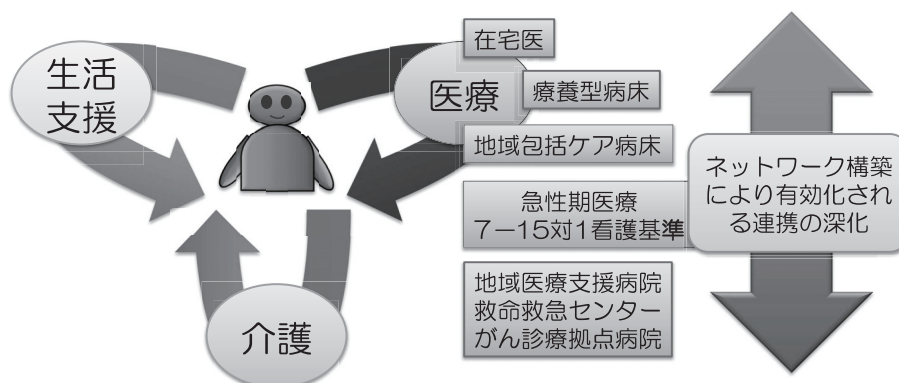 生活
支援
医療
介護
在宅医
療養型病床
地域包括ケア病床
急性期医療
7−15対1看護基準
地域医療支援病院
救命救急センター
がん診療拠点病院
ネットワーク構築
により有効化され
る連携の深化